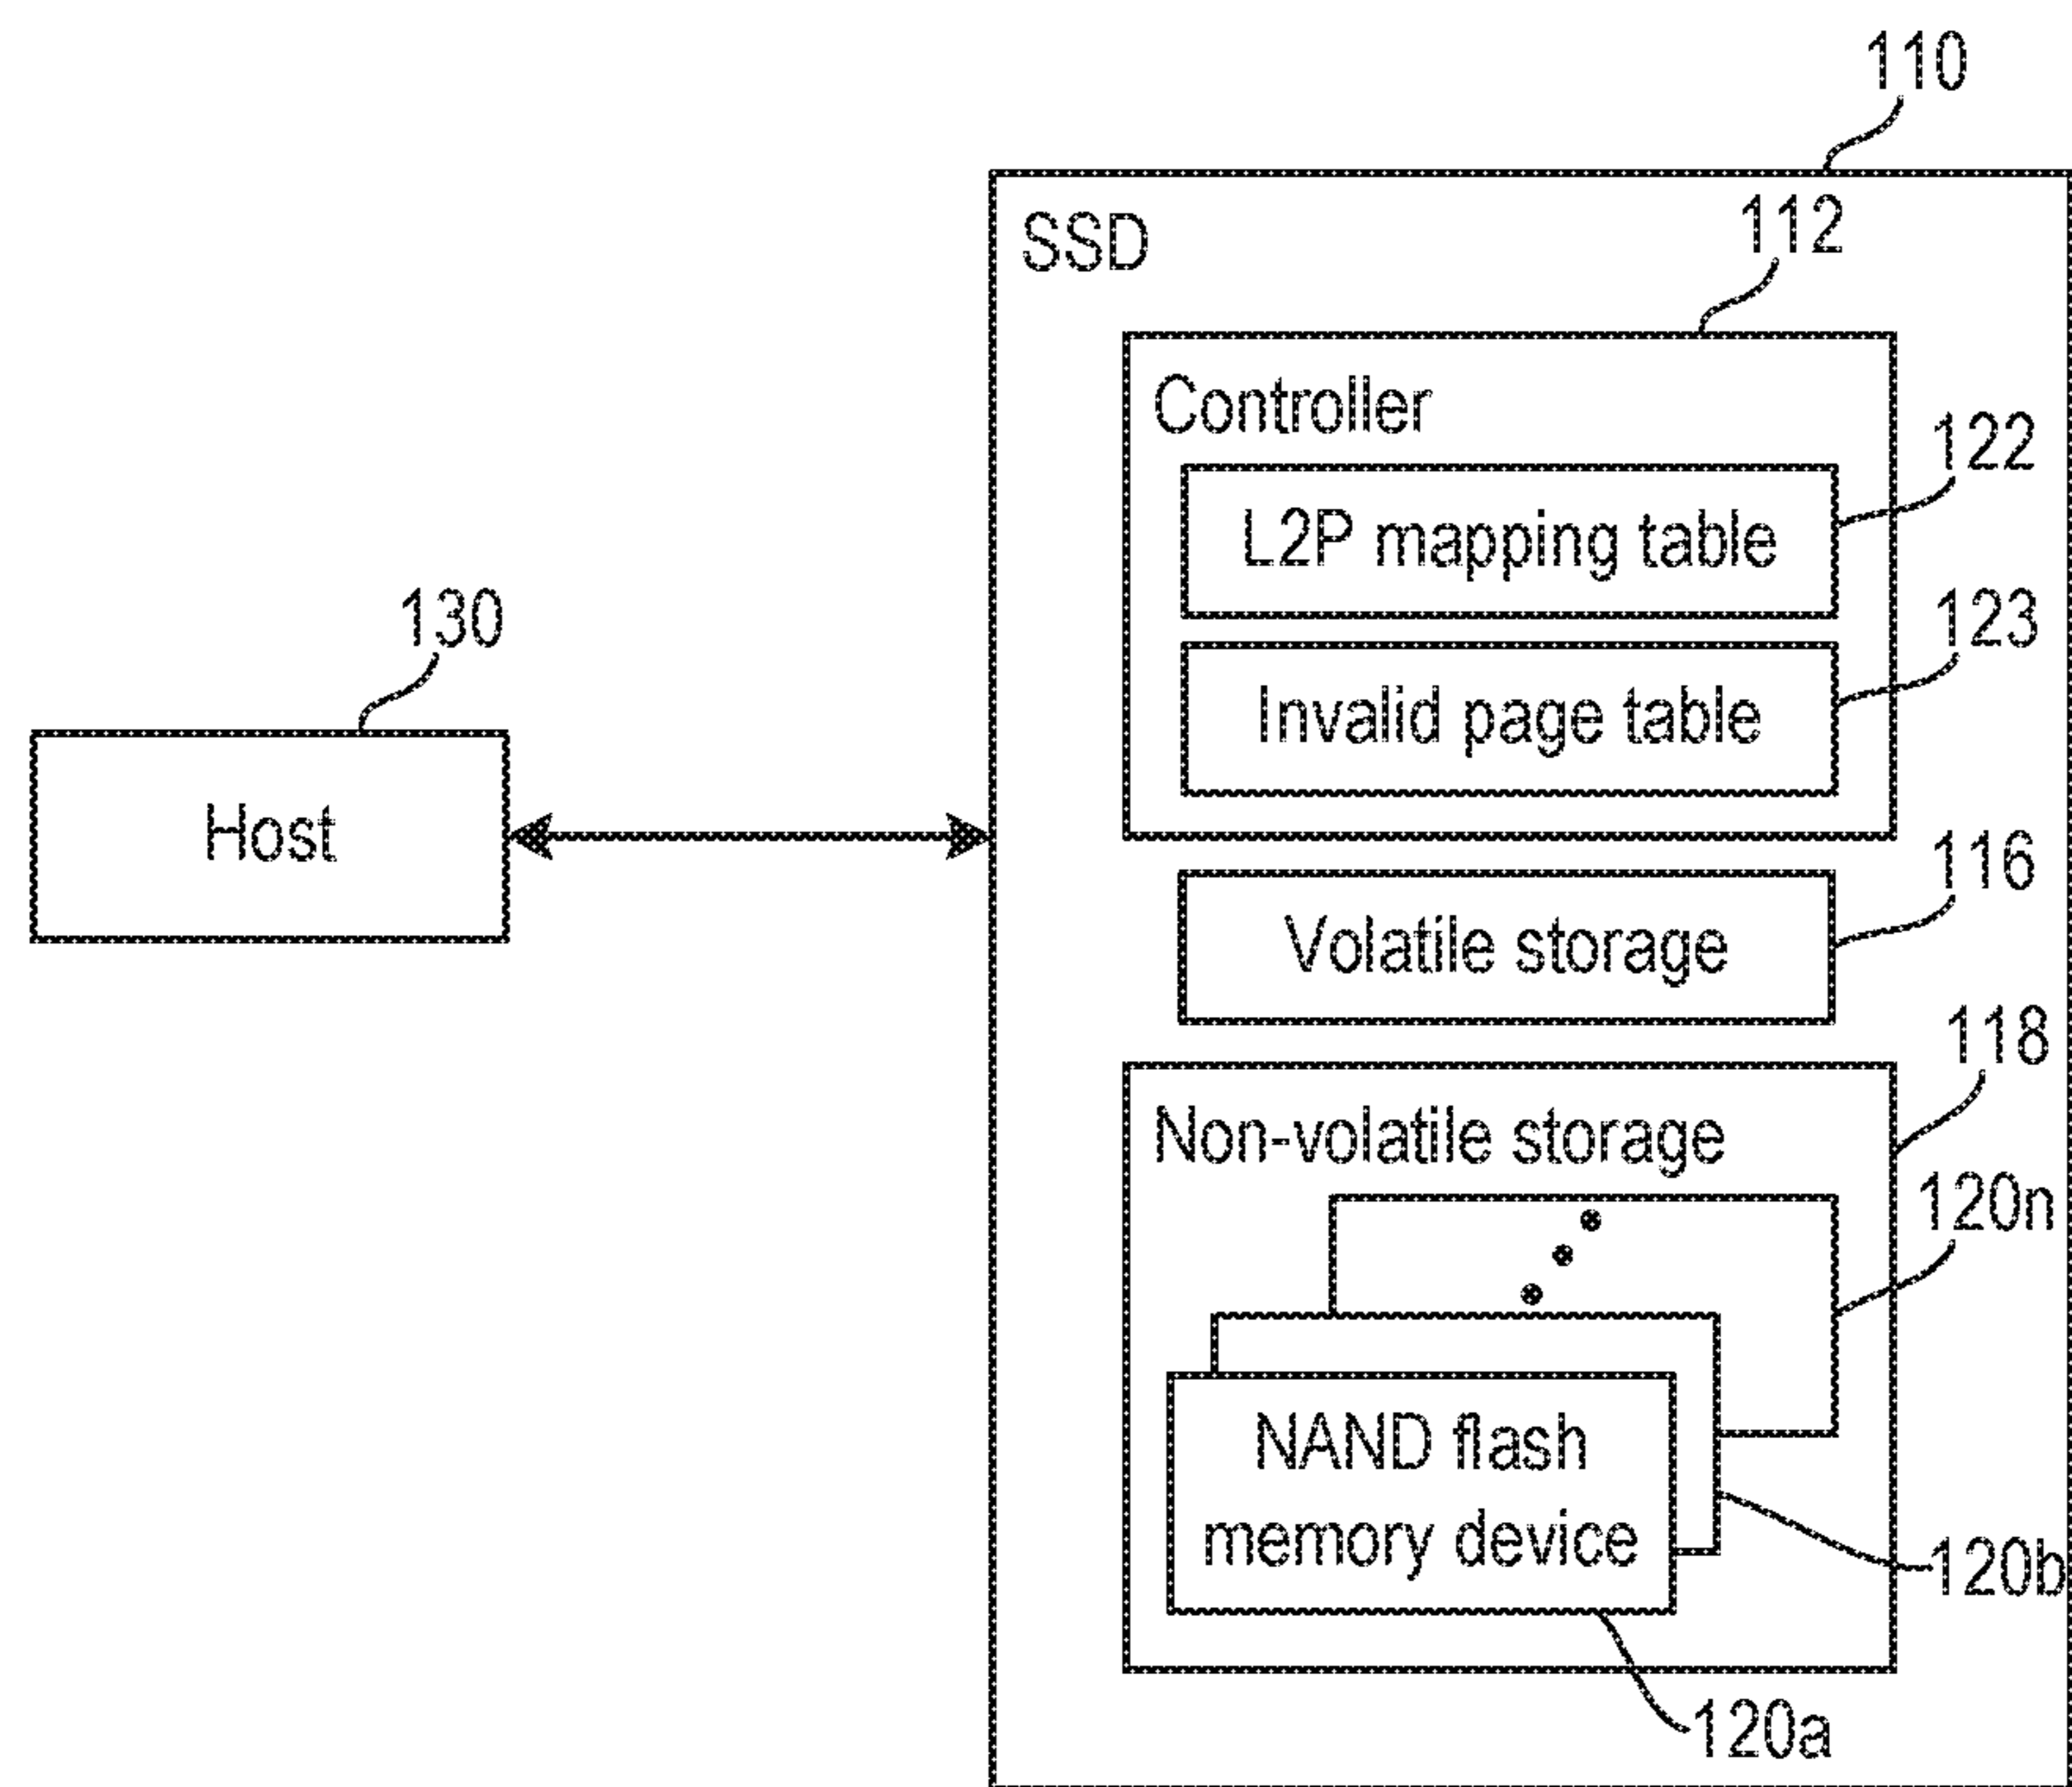 110
SSD
112
Controller
122
L2P mapping table
123
Invalid page table
130
Host
116
Volatile storage
118
Non-volatile storage
120n
NAND flash
memory device
120b
120a